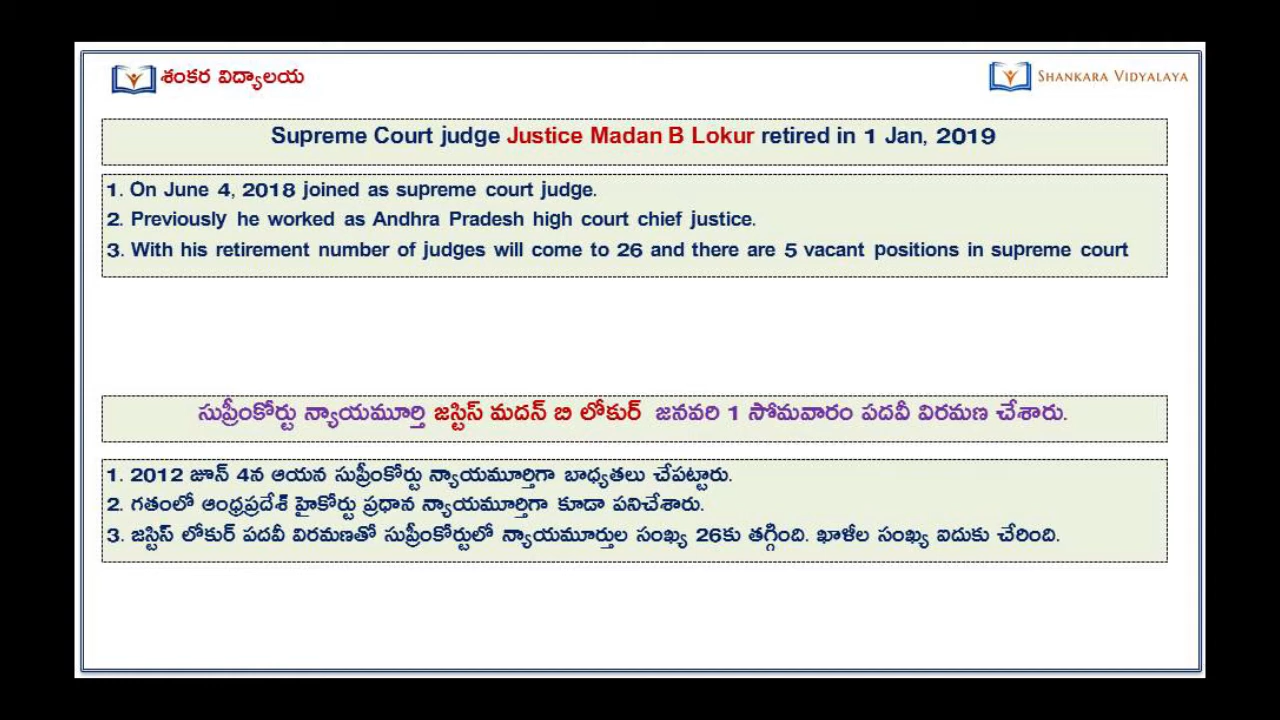 శంకర విద్యాలయ
SHANKARA VIDYALAYA
Supreme Court judge Justice Madan B Lokur retired in 1 Jan, 2019
1. On June 4, 2018 joined as supreme court judge.
2. Previously he worked as Andhra Pradesh high court chief justice.
3. With his retirement number of judges will come to 26 and there are 5 vacant positions in supreme court
సుప్రీంకోర్టు న్యాయమూర్తి జస్టిస్ మదన్ బి లోకుర్ జనవరి 1 సోమవారం పదవీ విరమణ చేశారు.
1. 2012 జూన్ 4న ఆయన సుప్రీంకోర్టు న్యాయమూర్తిగా బాధ్యతలు చేపట్టారు.
2. గతంలో ఆంధ్రప్రదేశ్ హైకోర్టు ప్రధాన న్యాయమూర్తిగా కూడా పనిచేశారు.
3. జస్టిస్ లోకుర్ పదవీ విరమణతో సుప్రీంకోర్టులో న్యాయమూర్తుల సంఖ్య 26కు తగ్గింది. ఖాళీల సంఖ్య ఐదుకు చేరింది.